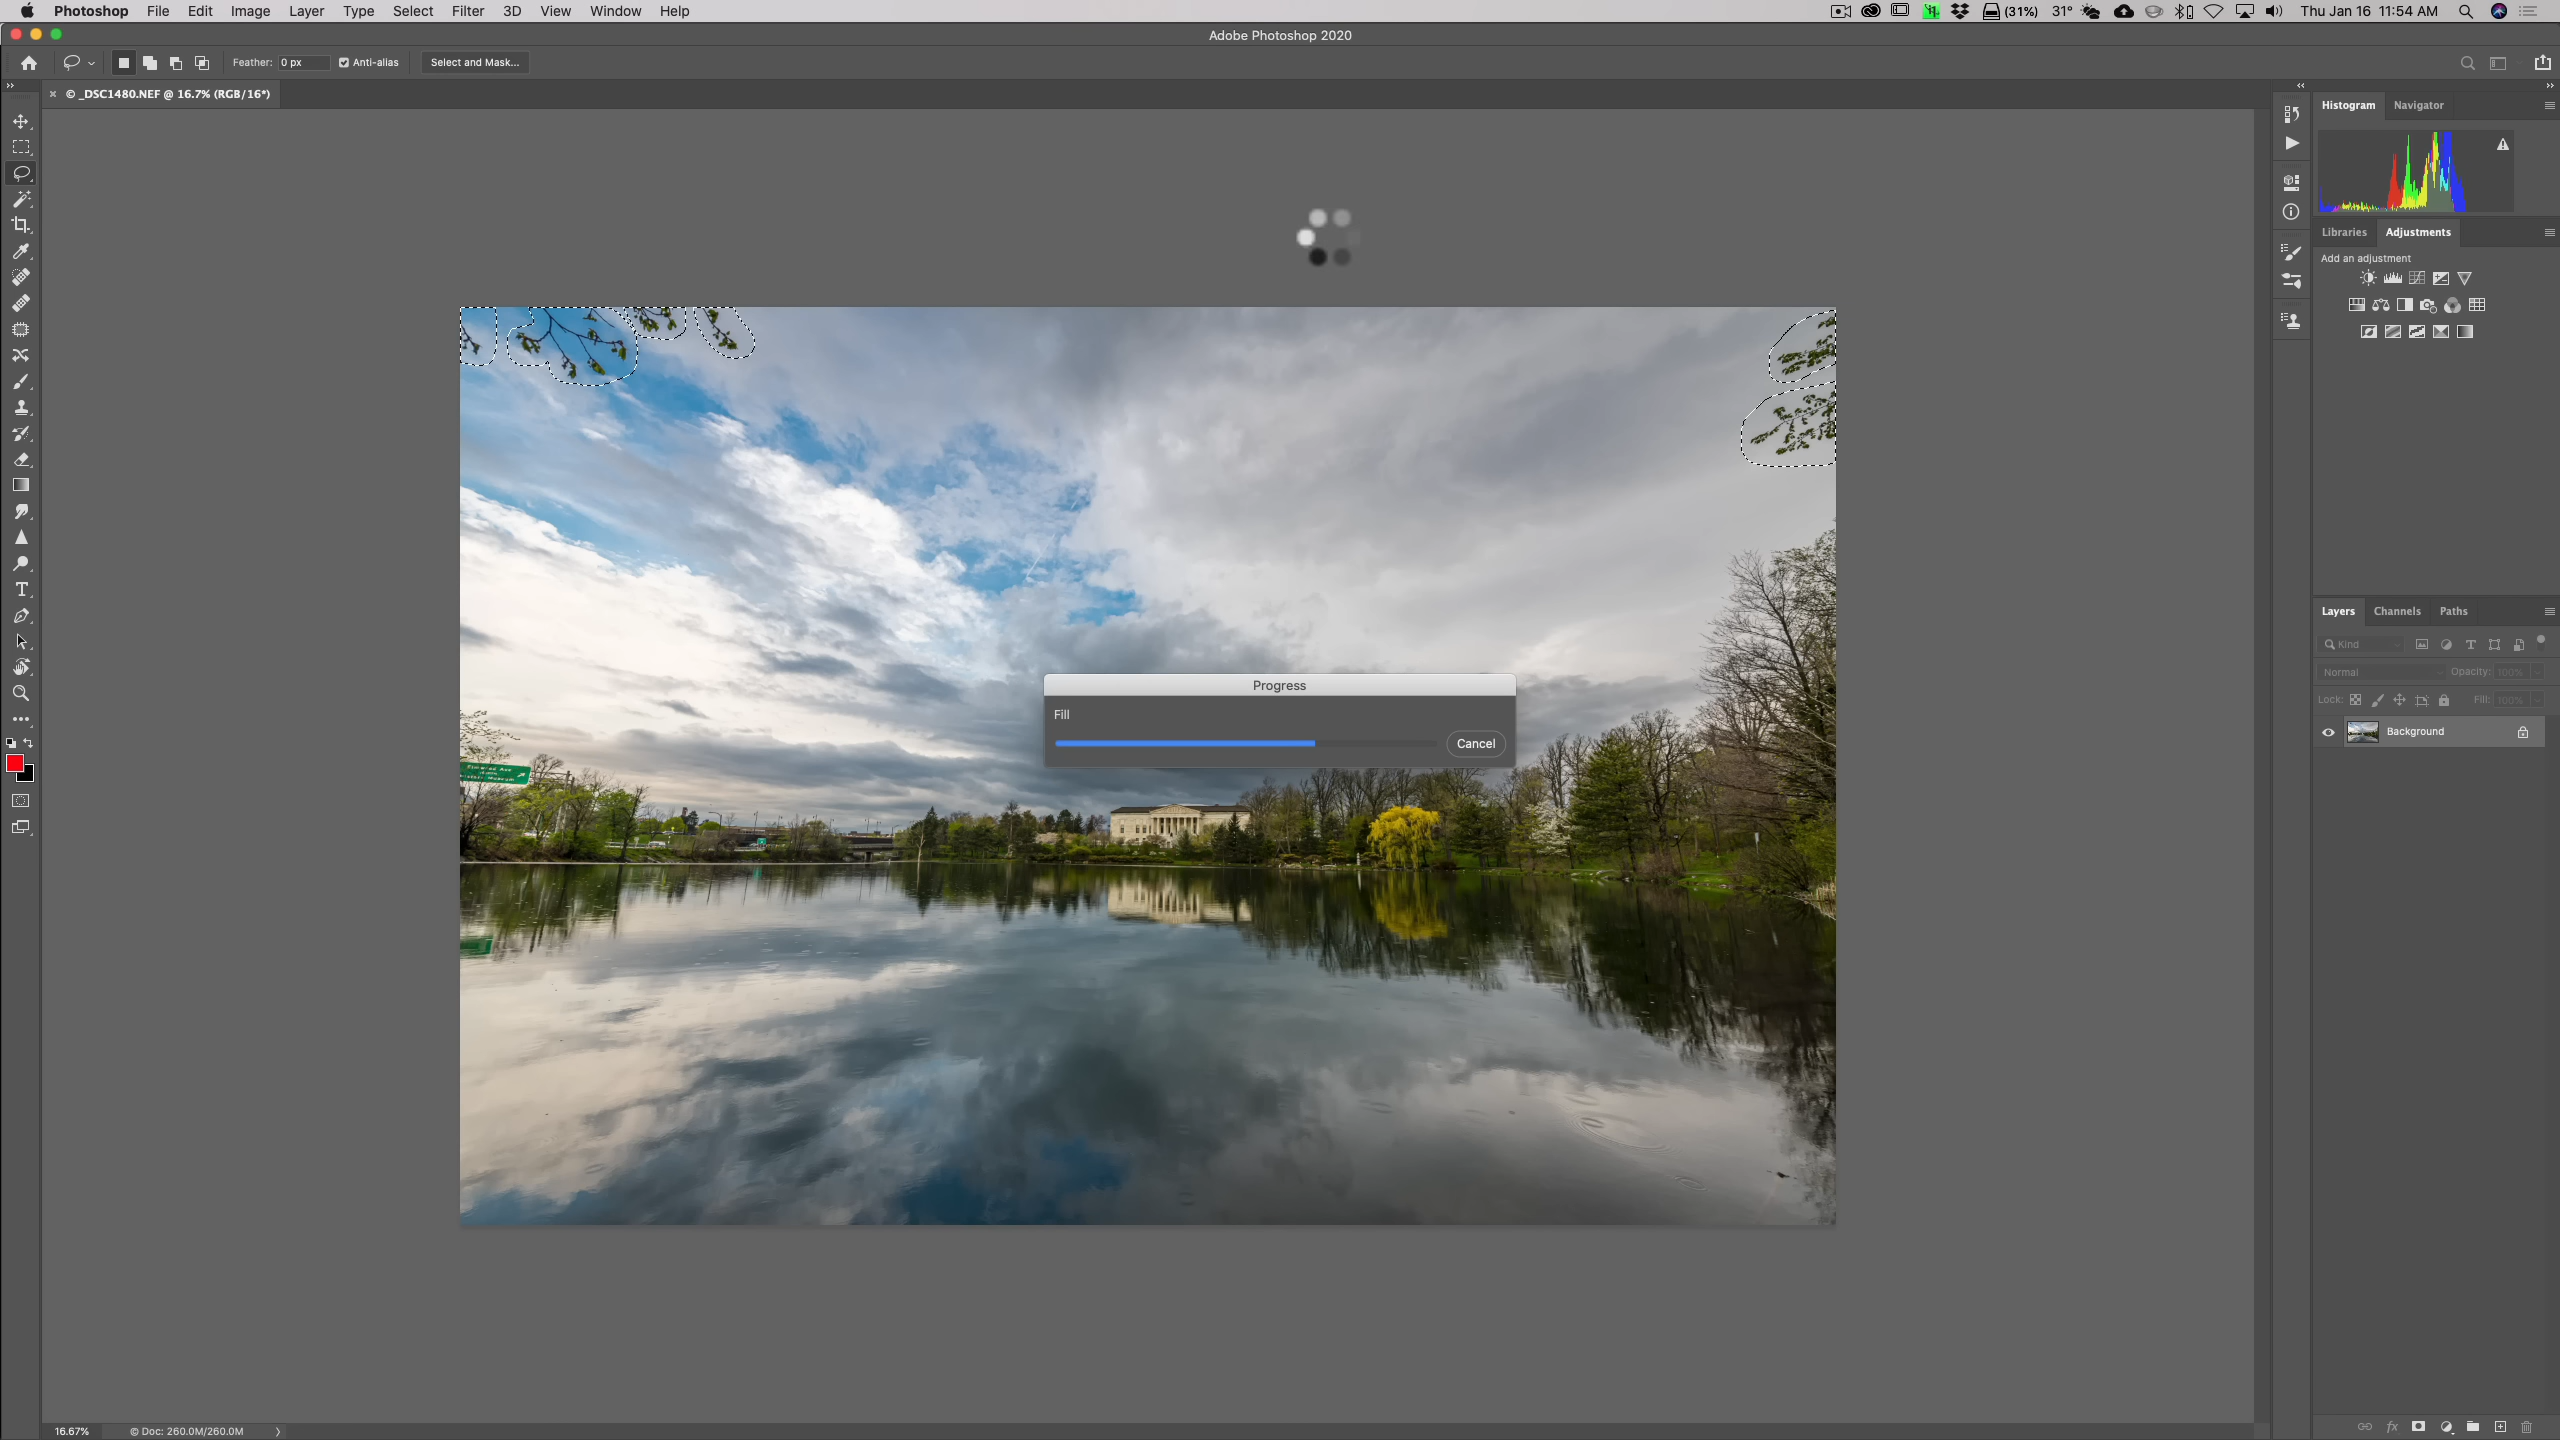 Photoshop File Edit Image Layer Type Select Filter 3D View Window Help
(31%) 31° Thu Jan 16 11:54 AM
Adobe Photoshop 2020
Feather: 0 px Anti-alias Select and Mask...
© _DSC1480.NEF @ 16.7% (RGB/16*)
Histogram Navigator
Libraries Adjustments
Add an adjustment
Progress
Fill
Cancel
Layers Channels Paths
Kind
Normal Opacity: 100%
Lock: Fill: 100%
Background
16.67% © Doc: 260.0M/260.0M